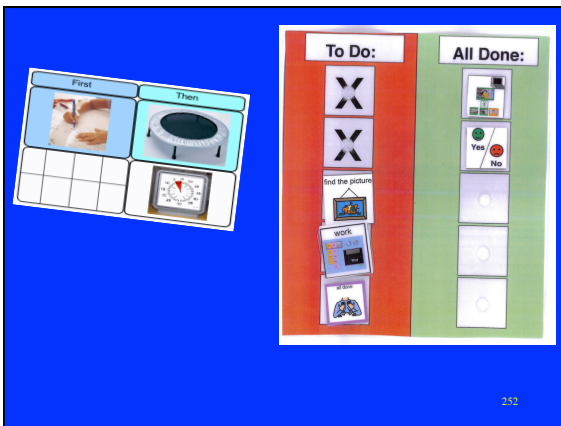 First
Then
To Do:
All Done:
X
X
find the picture
work
all done
Yes
No
252